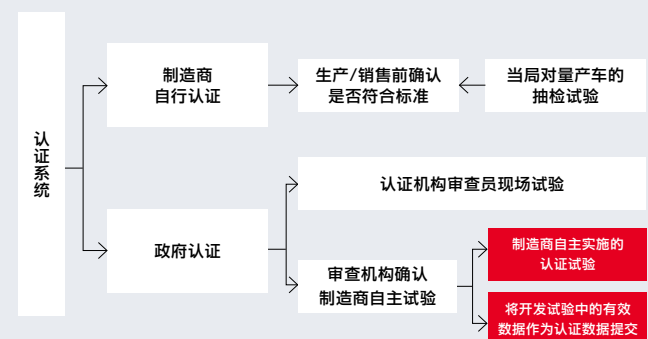 认证系统
制造商
自行认证
生产/销售前确认
是否符合标准
当局对量产车的
抽检试验
政府认证
认证机构审查员现场试验
审查机构确认
制造商自主试验
制造商自主实施的
认证试验
将开发试验中的有效
数据作为认证数据提交